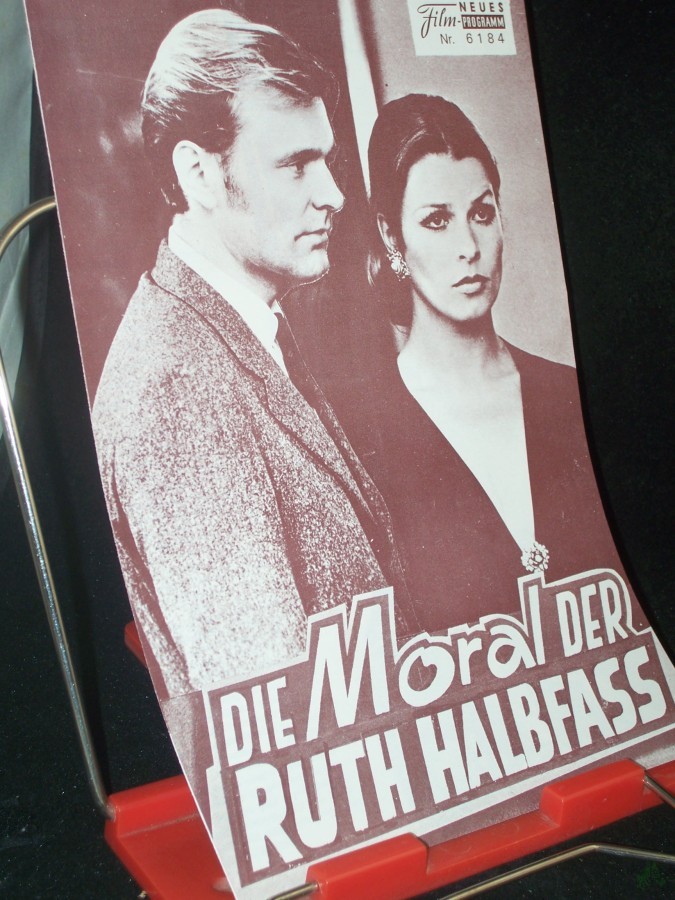 NEUES
Film-PROGRAMM
Nr. 6184
DIE Moral DER
RUTH HALBFASS